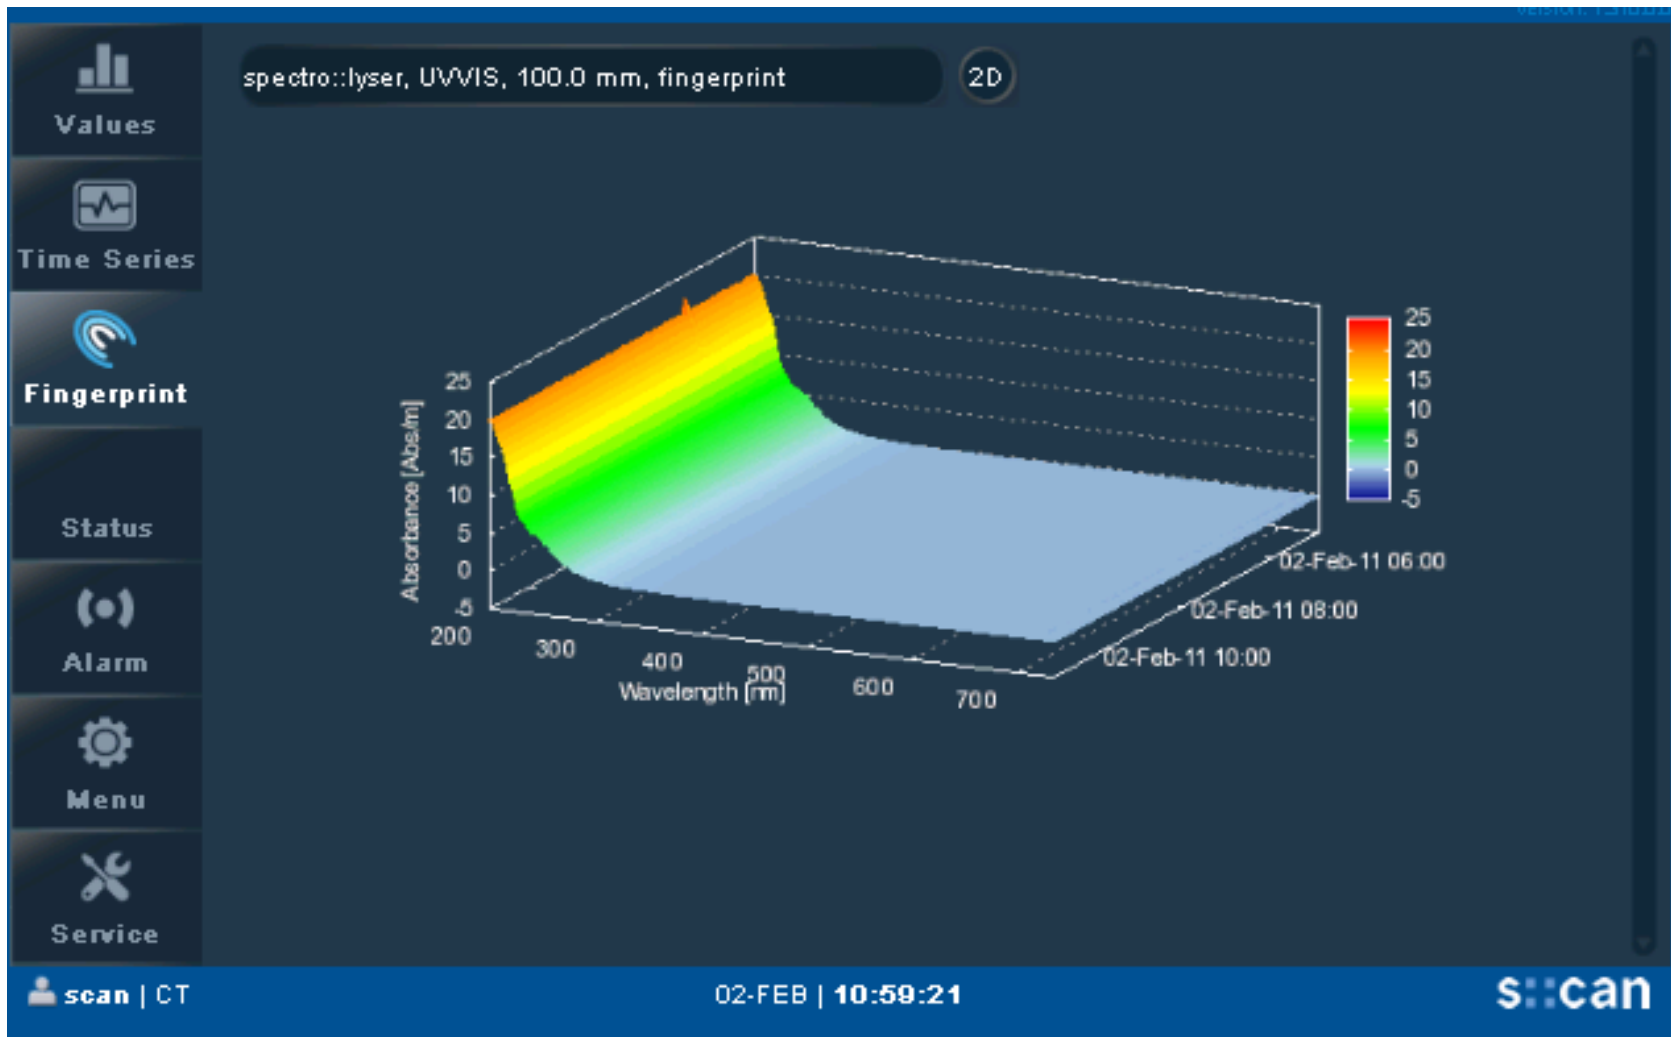 Values
Time Series
Fingerprint
Status
Alarm
Menu
Service
spectro::lyser, UVVIS, 100.0 mm, fingerprint
2D
Absorbance [Abs/m]
25
20
15
10
5
0
-5
200
300
400
500
600
700
Wavelength [nm]
02-Feb-11 06:00
02-Feb-11 08:00
02-Feb-11 10:00
25
20
15
10
5
0
-5
scan | CT
02-FEB | 10:59:21
s::can